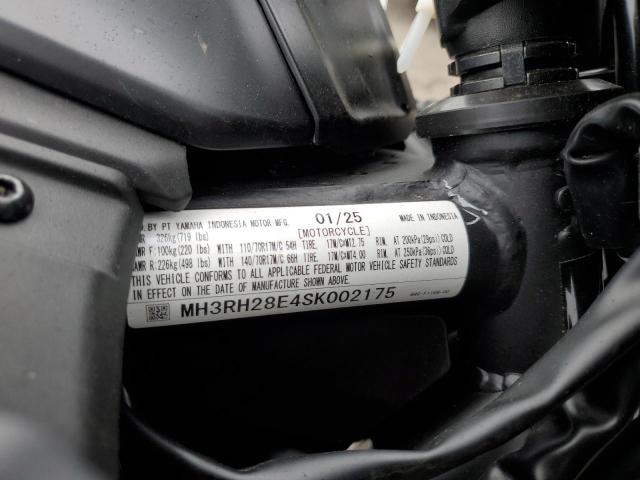 BY PT YAMAHA INDONESIA MOTOR MFG. 01/25 MADE IN INDONESIA
326kg(719 lbs) [MOTORCYCLE]
F:100kg(220 lbs) WITH 110/70R17M/C 54H TIRE, 17M/C×MT2.75 RIM, AT 200kPa(29psi) COLD
R:226kg(498 lbs) WITH 140/70R17M/C 66H TIRE, 17M/C×MT4.00 RIM, AT 250kPa(36psi) COLD
THIS VEHICLE CONFORMS TO ALL APPLICABLE FEDERAL MOTOR VEHICLE SAFETY STANDARDS
IN EFFECT ON THE DATE OF MANUFACTURE SHOWN ABOVE.
MH3RH28E4SK002175